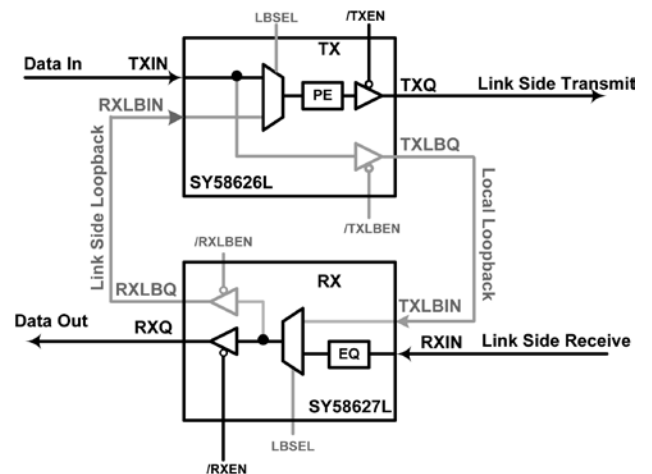 LBSEL
/TXEN
TX
Data In
TXIN
TXQ
Link Side Transmit
PE
RXLBIN
TXLBQ
SY58626L
/TXLBEN
Link Side Loopback
Local Loopback
/RXLBEN
RX
RXLBQ
TXLBIN
Data Out
RXQ
RXIN
Link Side Receive
EQ
SY58627L
LBSEL
/RXEN